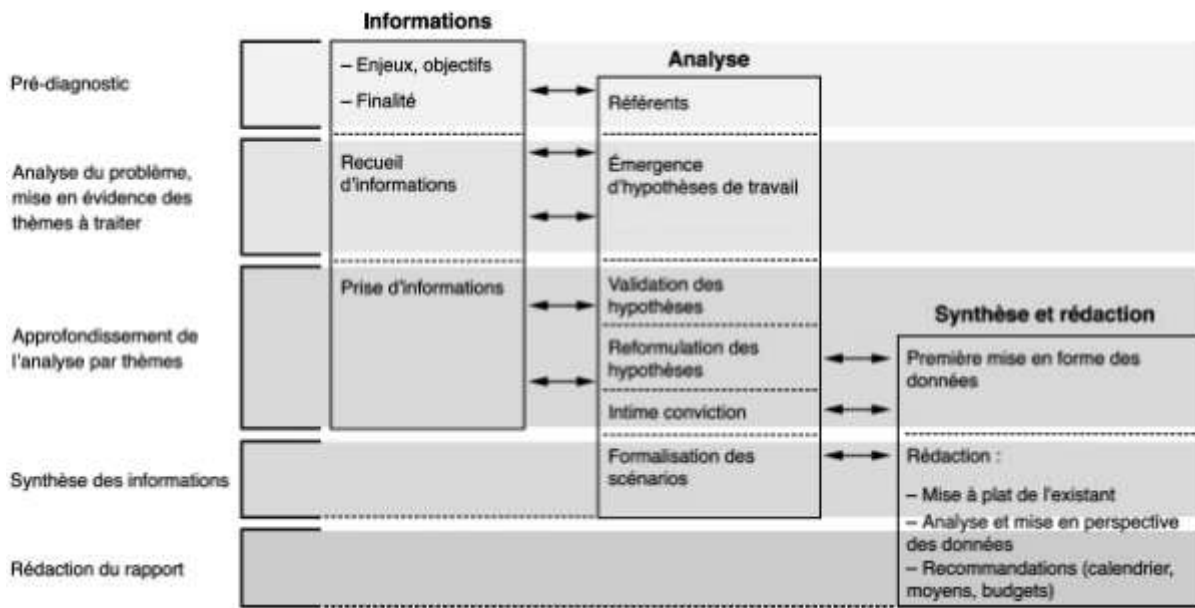 Informations
Analyse
Pré-diagnostic
– Enjeux, objectifs
– Finalité
Référents
Analyse du problème,
mise en évidence des
thèmes à traiter
Recueil
d'informations
Émergence
d'hypothèses de travail
Approfondissement de
l'analyse par thèmes
Prise d'informations
Validation des
hypothèses
Reformulation des
hypothèses
Intime conviction
Synthèse et rédaction
Première mise en forme des
données
Synthèse des informations
Formalisation des
scénarios
Rédaction :
– Mise à plat de l'existant
– Analyse et mise en perspective
des données
– Recommandations (calendrier,
moyens, budgets)
Rédaction du rapport